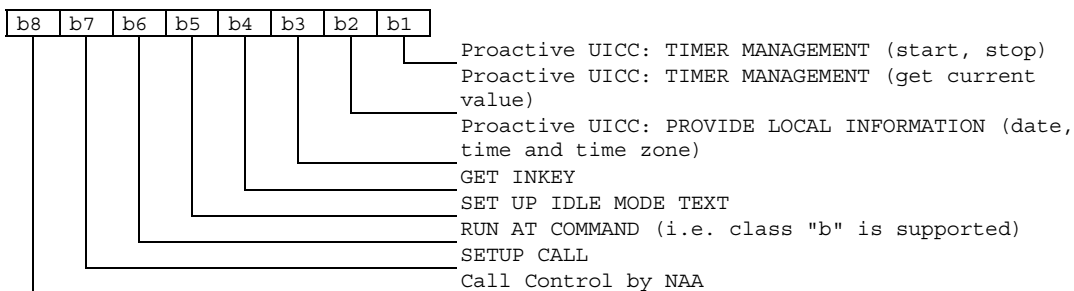 b8 b7 b6 b5 b4 b3 b2 b1
Proactive UICC: TIMER MANAGEMENT (start, stop)
Proactive UICC: TIMER MANAGEMENT (get current
value)
Proactive UICC: PROVIDE LOCAL INFORMATION (date,
time and time zone)
GET INKEY
SET UP IDLE MODE TEXT
RUN AT COMMAND (i.e. class "b" is supported)
SETUP CALL
Call Control by NAA